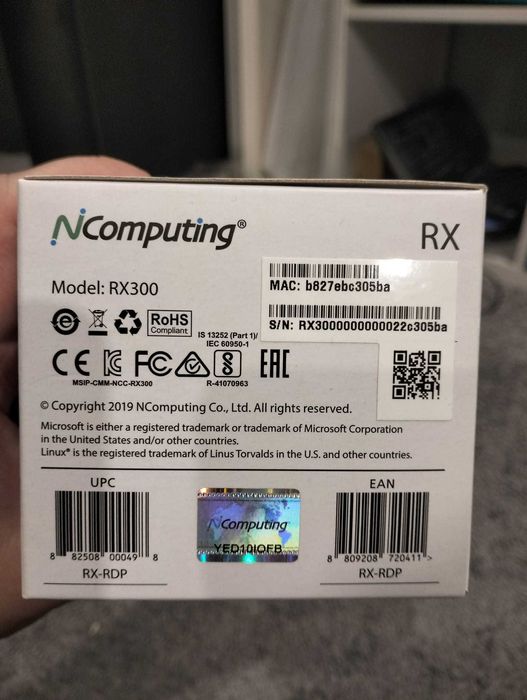 NComputing®
RX
Model: RX300
MAC: b827ebc305ba
S/N: RX3000000000022c305ba
RoHS
Compliant
IS 13252 (Part 1)/
IEC 60950-1
CE FC EAC
MSIP-CMM-NCC-RX300
R-41070963
© Copyright 2019 NComputing Co., Ltd. All rights reserved.
Microsoft is either a registered trademark or trademark of Microsoft Corporation
in the United States and/or other countries.
Linux® is the registered trademark of Linus Torvalds in the U.S. and other countries.
UPC
8 82508 00049 8
RX-RDP
NComputing
YED10IOFB
EAN
8 809208 720411 >
RX-RDP